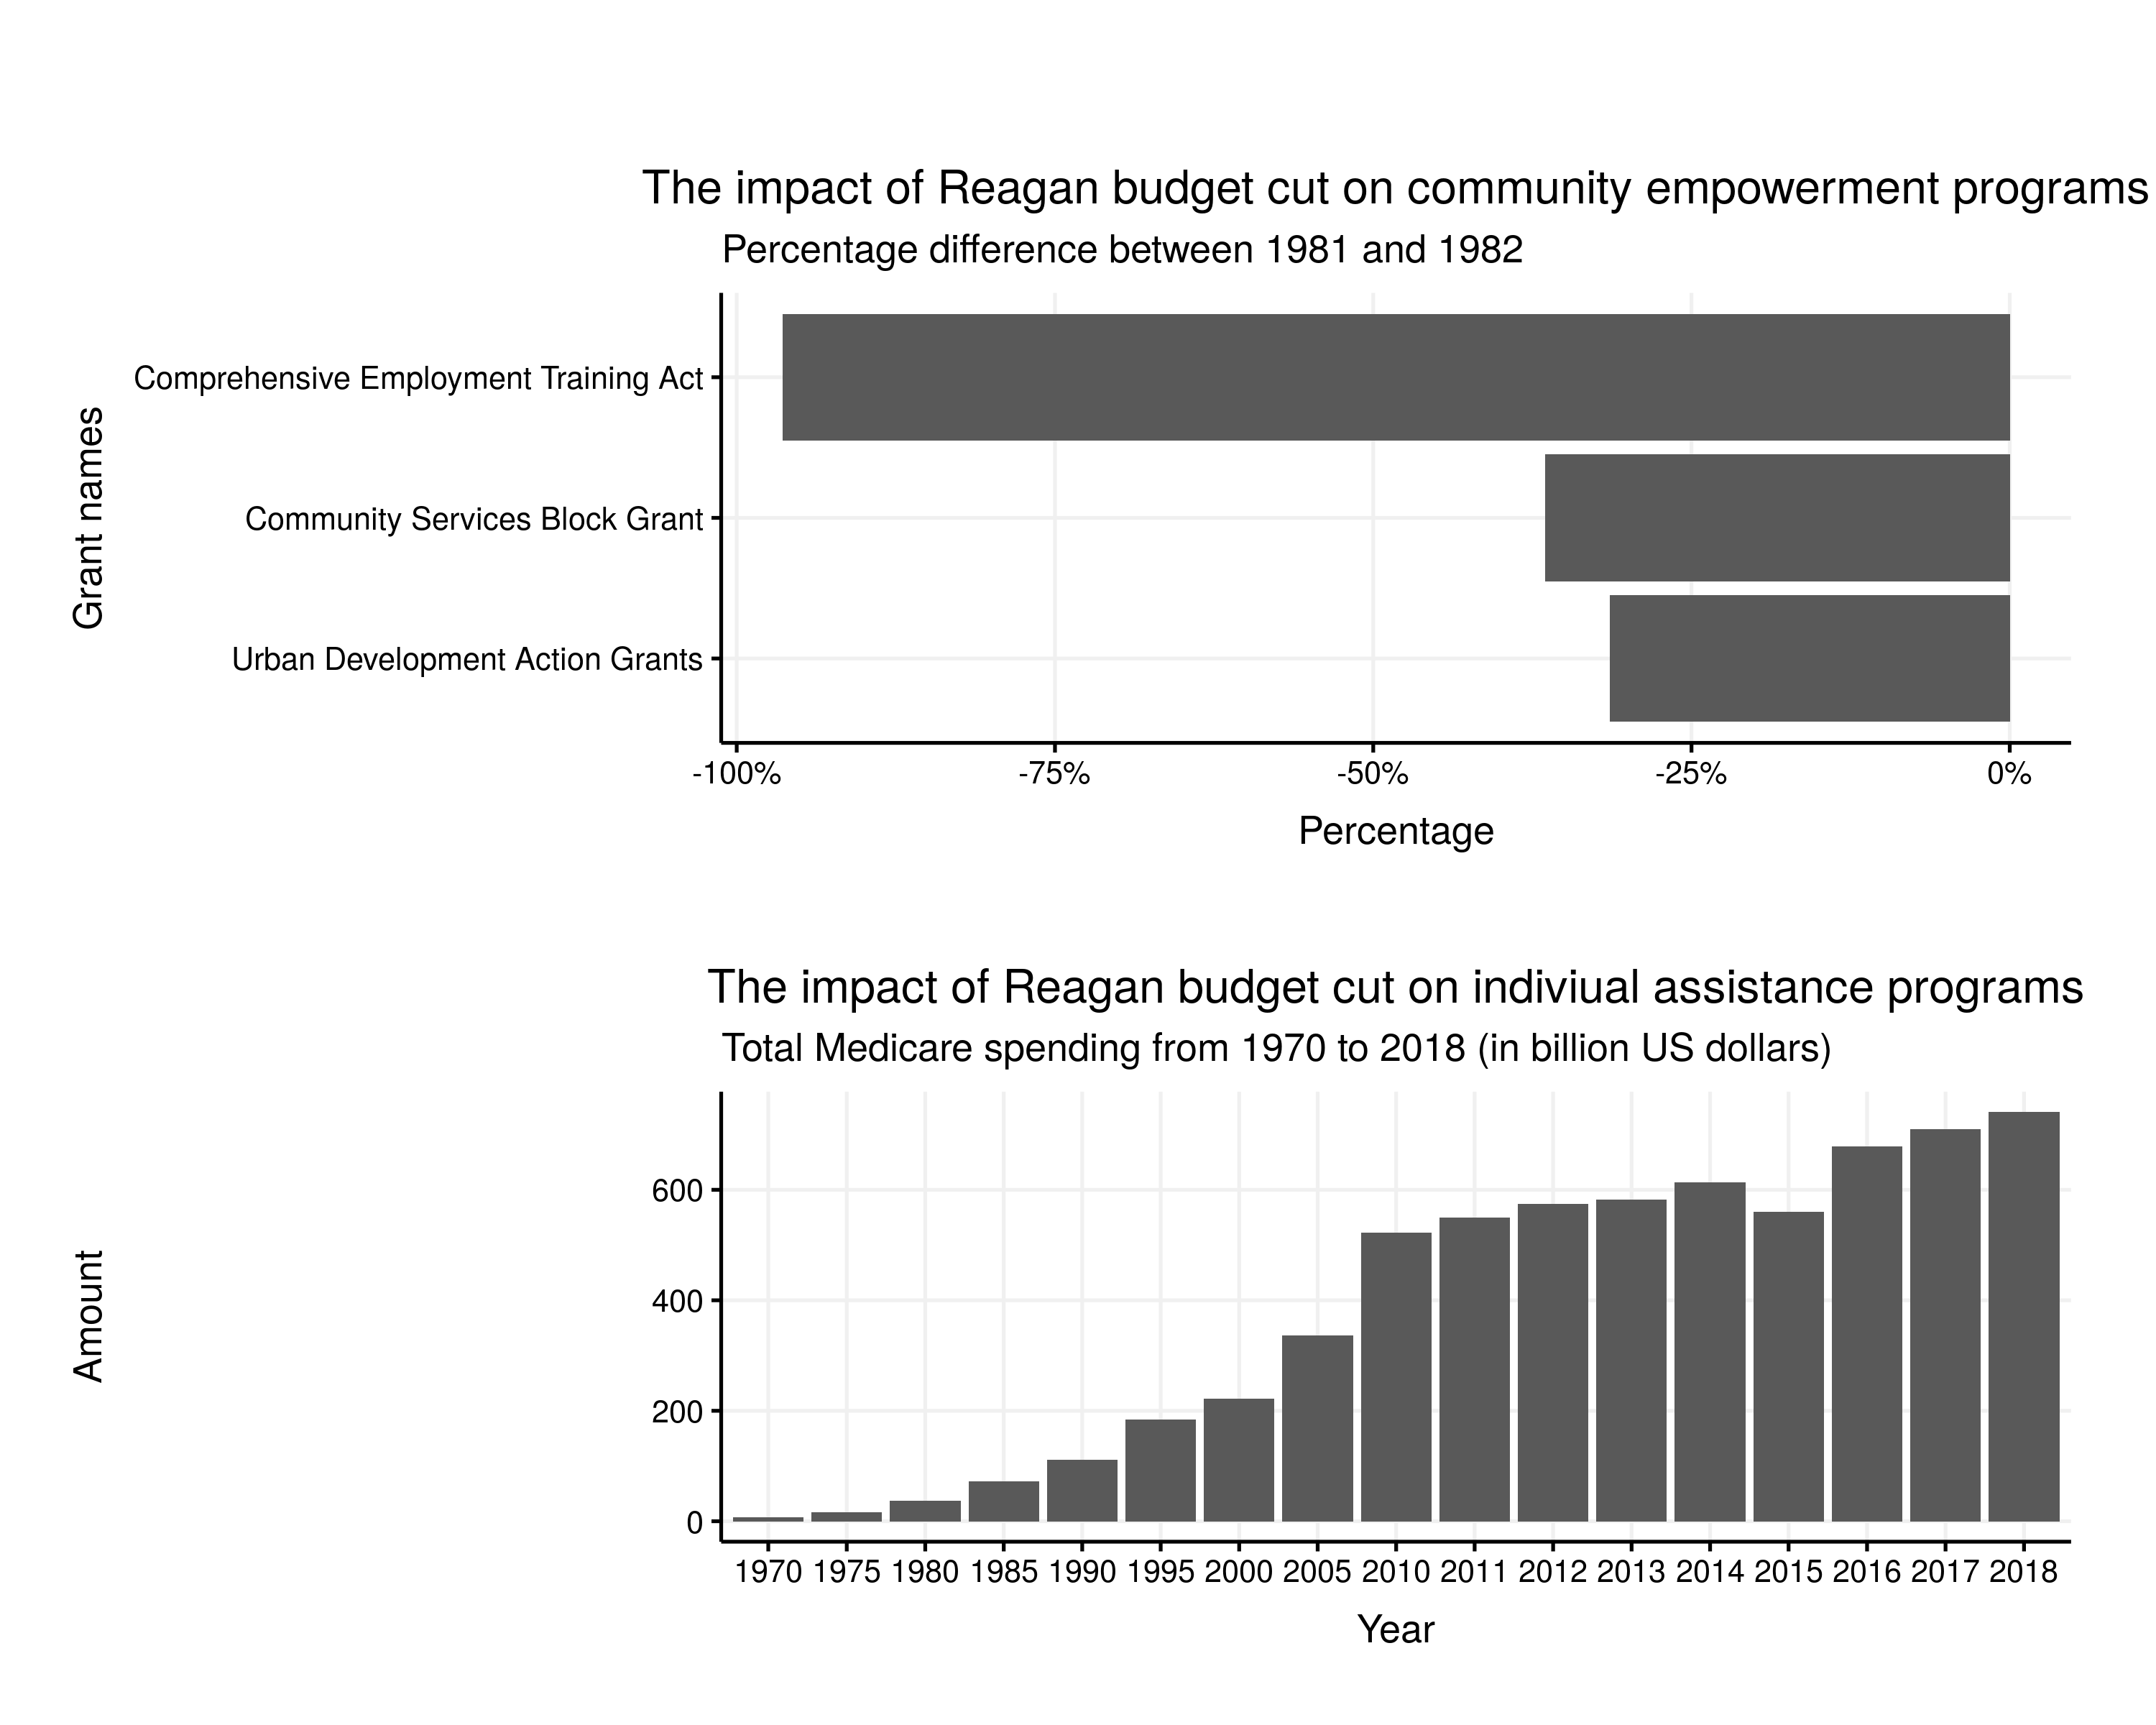 The impact of Reagan budget cut on community empowerment programs
Percentage difference between 1981 and 1982
Grant names
Comprehensive Employment Training Act
Community Services Block Grant
Urban Development Action Grants
-100% -75% -50% -25% 0%
Percentage
The impact of Reagan budget cut on indiviual assistance programs
Total Medicare spending from 1970 to 2018 (in billion US dollars)
Amount
600
400
200
0
1970 1975 1980 1985 1990 1995 2000 2005 2010 2011 2012 2013 2014 2015 2016 2017 2018
Year